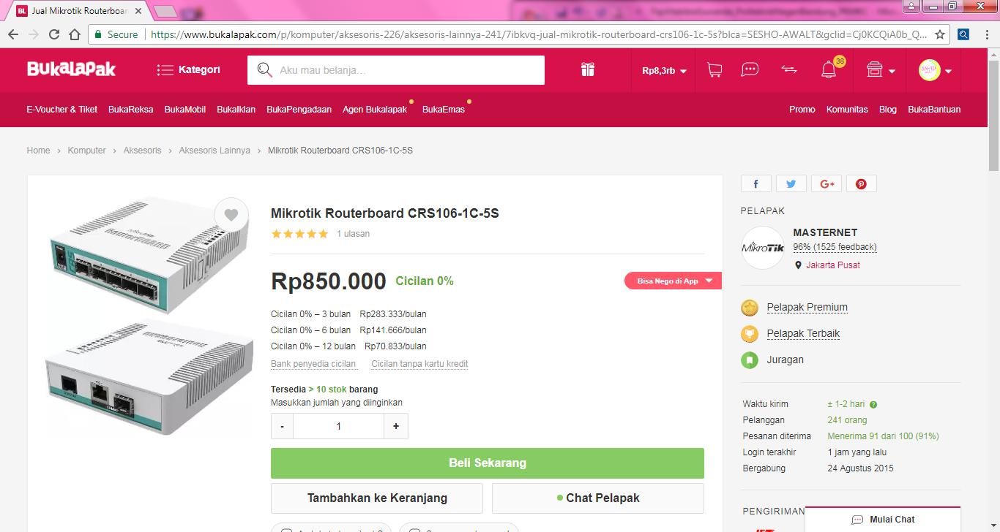 Jual Mikrotik Routerboar
Secure https://www.bukalapak.com/p/komputer/aksesoris-226/aksesoris-lainnya-241/7ibkvq-jual-mikrotik-routerboard-crs106-1c-5s?blca=SESHO-AWALT&gclid=Cj0KCQiA0b_Q...
BukaLapak
Kategori
Aku mau belanja...
Rp8,3rb
38
E-Voucher & Tiket BukaReksa BukaMobil BukaIklan BukaPengadaan Agen Bukalapak BukaEmas
Promo Komunitas Blog BukaBantuan
Home › Komputer › Aksesoris › Aksesoris Lainnya › Mikrotik Routerboard CRS106-1C-5S
Mikrotik Routerboard CRS106-1C-5S
1 ulasan
Rp850.000 Cicilan 0%
Bisa Nego di App
Cicilan 0% – 3 bulan Rp283.333/bulan
Cicilan 0% – 6 bulan Rp141.666/bulan
Cicilan 0% – 12 bulan Rp70.833/bulan
Bank penyedia cicilan Cicilan tanpa kartu kredit
Tersedia > 10 stok barang
Masukkan jumlah yang diinginkan
- 1 +
Beli Sekarang
Tambahkan ke Keranjang
Chat Pelapak
PELAPAK
MikroTik
MASTERNET
96% (1525 feedback)
Jakarta Pusat
Pelapak Premium
Pelapak Terbaik
Juragan
Waktu kirim ± 1-2 hari
Pelanggan 241 orang
Pesanan diterima Menerima 91 dari 100 (91%)
Login terakhir 1 jam yang lalu
Bergabung 24 Agustus 2015
PENGIRIMAN
Mulai Chat